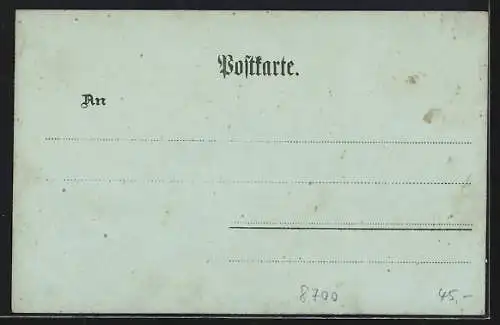 Postkarte.
An
8700 45,-